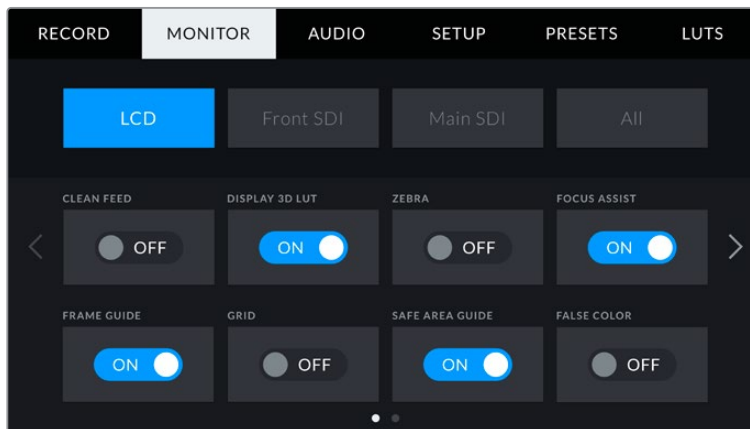 RECORD MONITOR AUDIO SETUP PRESETS LUTS
LCD Front SDI Main SDI All
CLEAN FEED DISPLAY 3D LUT ZEBRA FOCUS ASSIST
OFF ON OFF ON
FRAME GUIDE GRID SAFE AREA GUIDE FALSE COLOR
ON OFF ON OFF